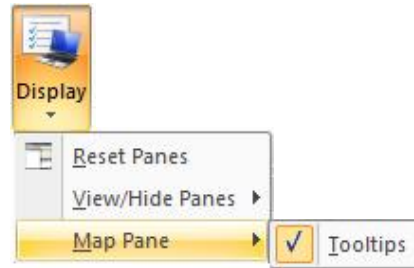 Display
Reset Panes
View/Hide Panes
Map Pane
Tooltips